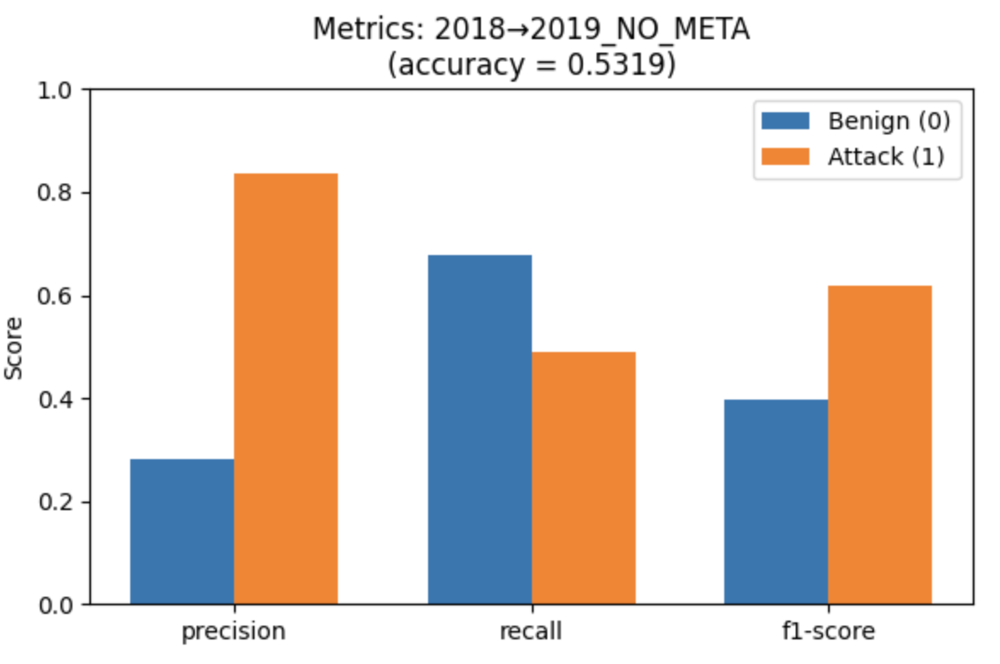 Metrics: 2018→2019_NO_META
(accuracy = 0.5319)
1.0
0.8
0.6
0.4
0.2
0.0
Score
Benign (0)
Attack (1)
precision
recall
f1-score